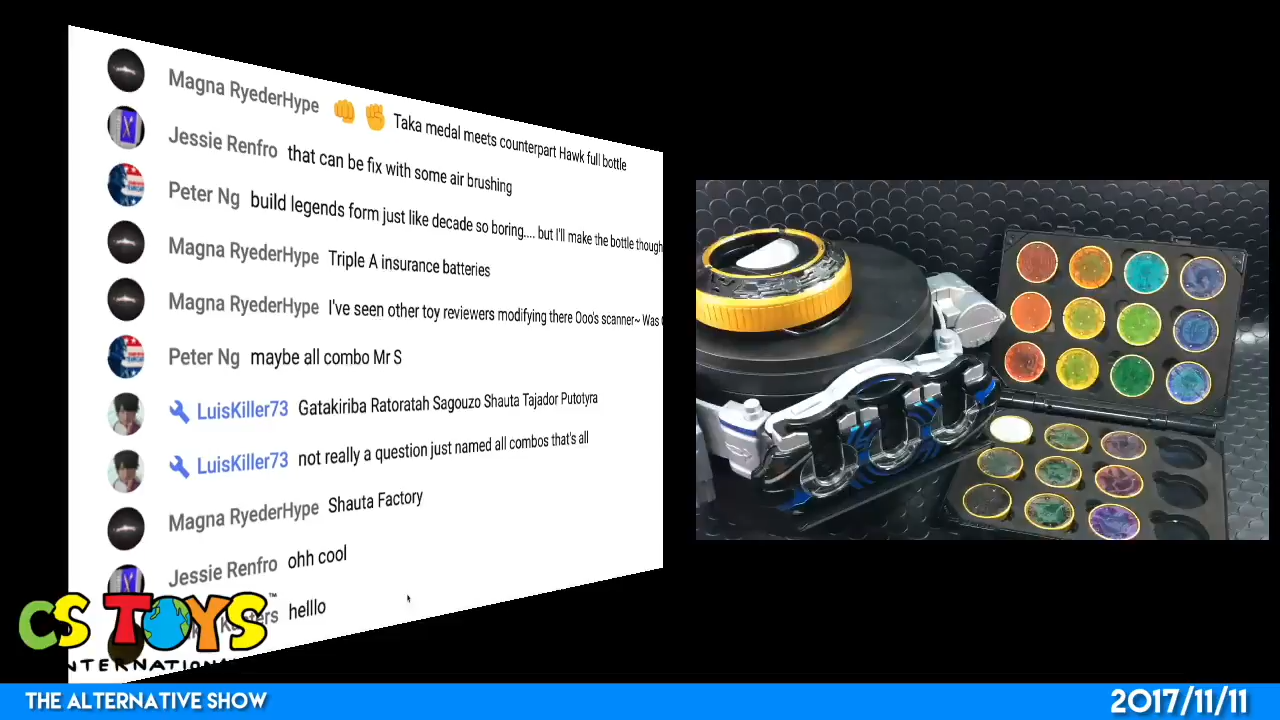 Magna RyederHype 👊 ✊ Taka medal meets counterpart Hawk full bottle
Jessie Renfro that can be fix with some air brushing
Peter Ng build legends form just like decade so boring.... but I'll make the bottle though
Magna RyederHype Triple A insurance batteries
Magna RyederHype I've seen other toy reviewers modifying there Ooo's scanner~ Was
Peter Ng maybe all combo Mr S
LuisKiller73 Gatakiriba Ratoratah Sagouzo Shauta Tajador Putotyra
LuisKiller73 not really a question just named all combos that's all
Magna RyederHype Shauta Factory
Jessie Renfro ohh cool
helllo
CS TOYS™
INTERNATIONAL
THE ALTERNATIVE SHOW
2017/11/11